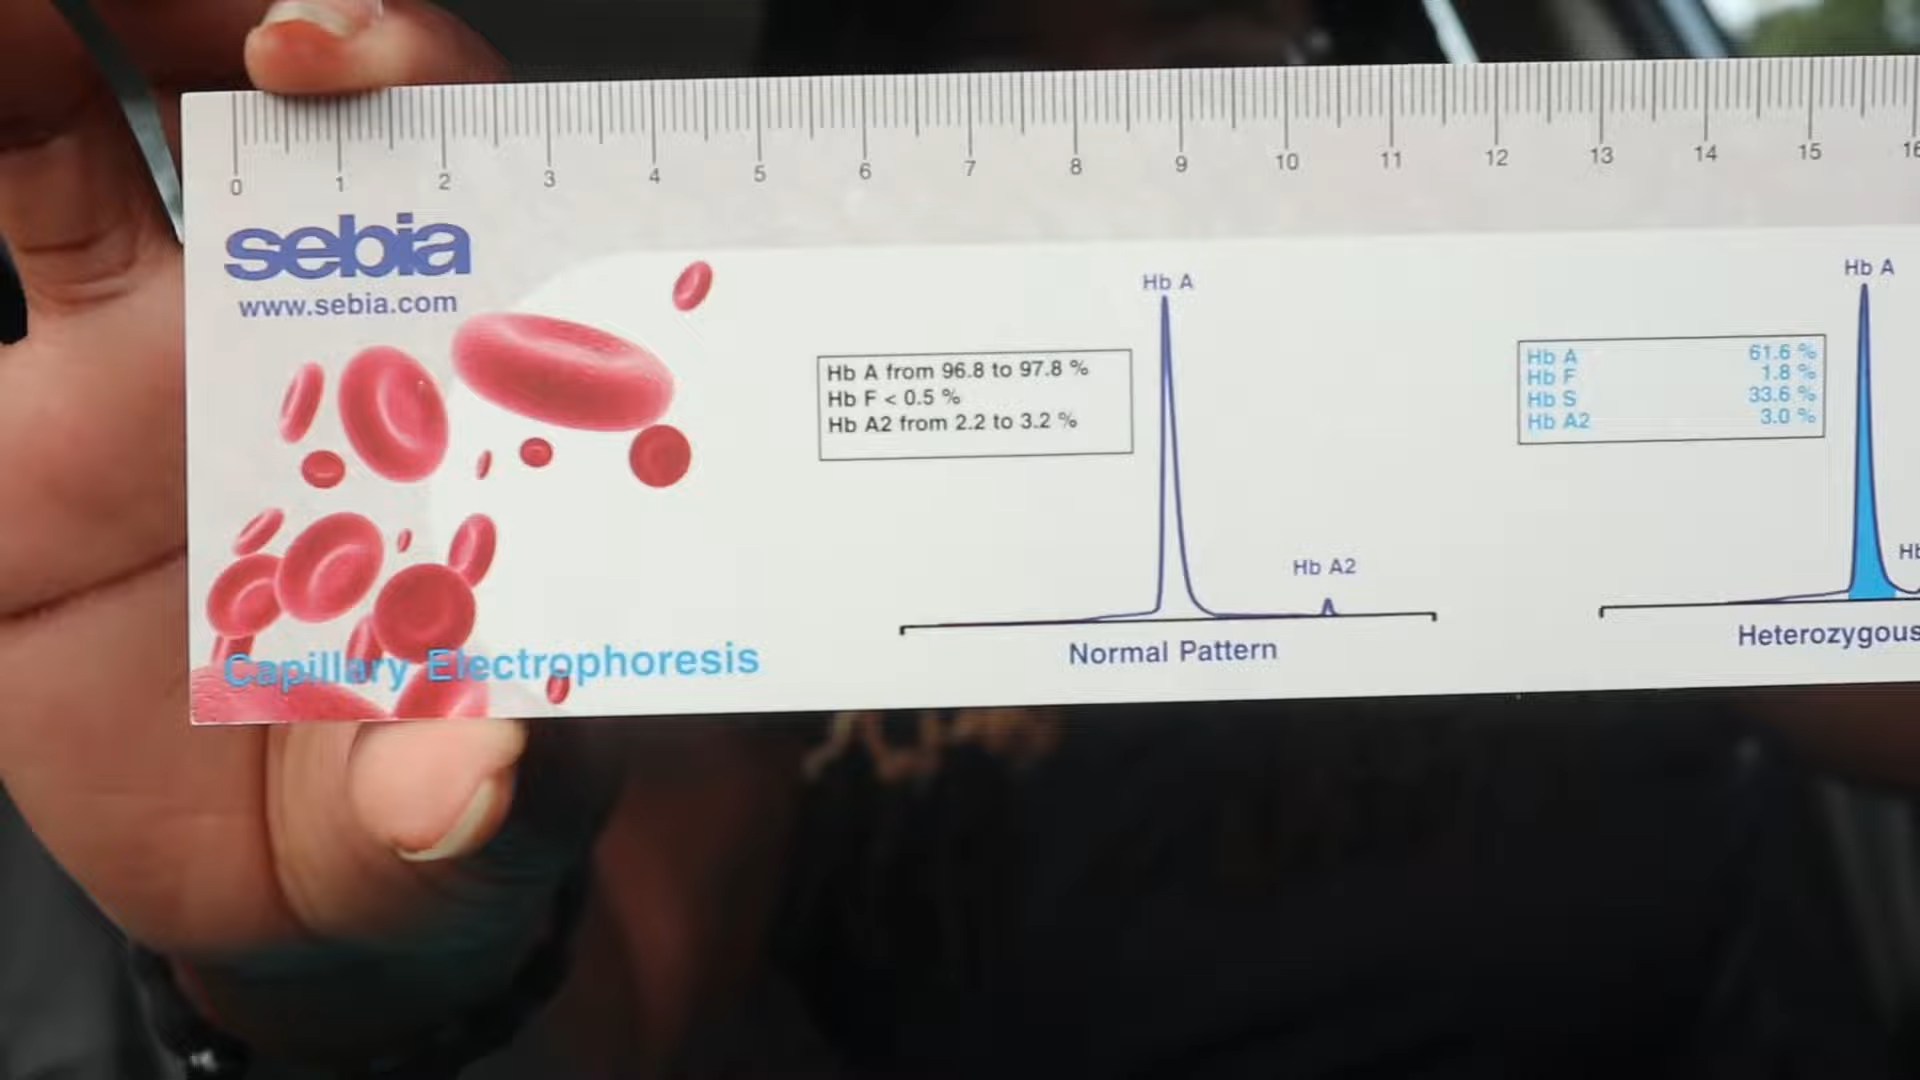 0 1 2 3 4 5 6 7 8 9 10 11 12 13 14 15 16
sebia
www.sebia.com
Hb A
Hb A from 96.8 to 97.8 %
Hb F < 0.5 %
Hb A2 from 2.2 to 3.2 %
Hb A2
Normal Pattern
Capillary Electrophoresis
Hb A
Hb A 61.6 %
Hb F 1.8 %
Hb S 33.6 %
Hb A2 3.0 %
Hb
Heterozygous